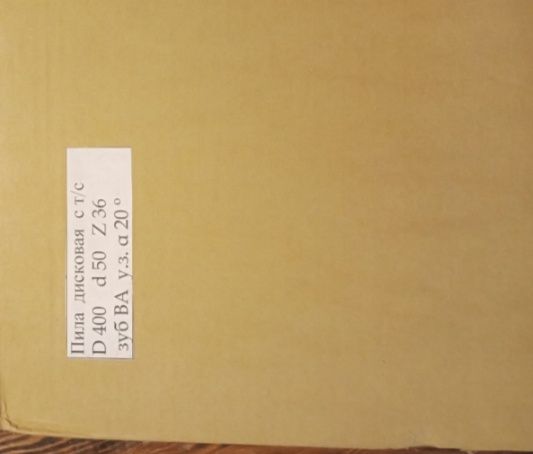 Пила дисковая с т/с
D 400 d 50 Z 36
зуб ВА у.з. α 20°